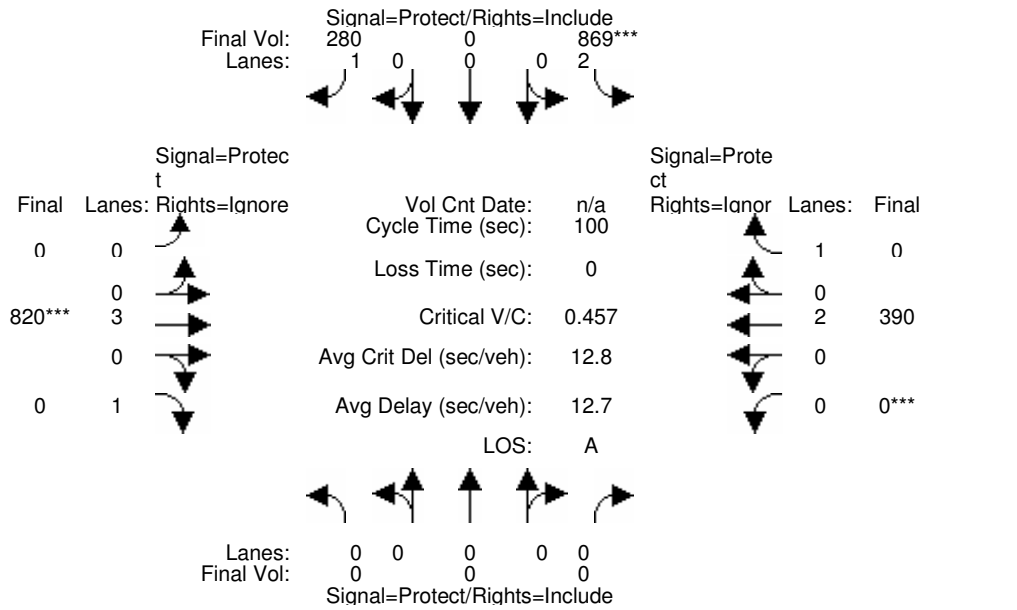 Signal=Protect/Rights=Include
Final Vol: 280 0 869***
Lanes: 1 0 0 0 2
Signal=Protec
t
Signal=Prote
ct
Final Lanes: Rights=Ignore Vol Cnt Date: n/a Rights=Ignor Lanes: Final
Cycle Time (sec): 100
0 0 1 0
Loss Time (sec): 0
0 0
820*** 3 Critical V/C: 0.457 2 390
0 Avg Crit Del (sec/veh): 12.8 0
0 1 Avg Delay (sec/veh): 12.7 0 0***
LOS: A
Lanes: 0 0 0 0 0
Final Vol: 0 0 0
Signal=Protect/Rights=Include